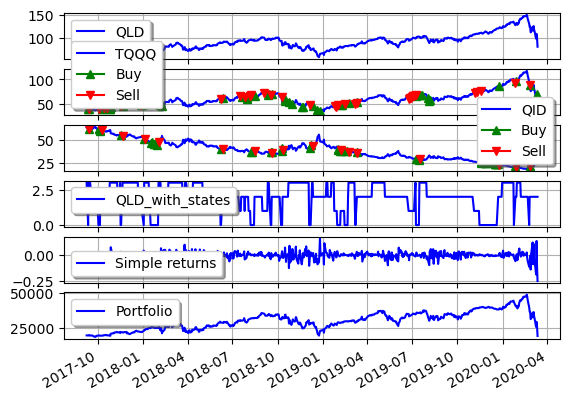 150
100
QLD
TQQQ
Buy
Sell
100
50
QID
Buy
Sell
50
25
2.5
0.0
QLD_with_states
0.00
−0.25
Simple returns
50000
25000
Portfolio
2017-10
2018-01
2018-04
2018-07
2018-10
2019-01
2019-04
2019-07
2019-10
2020-01
2020-04